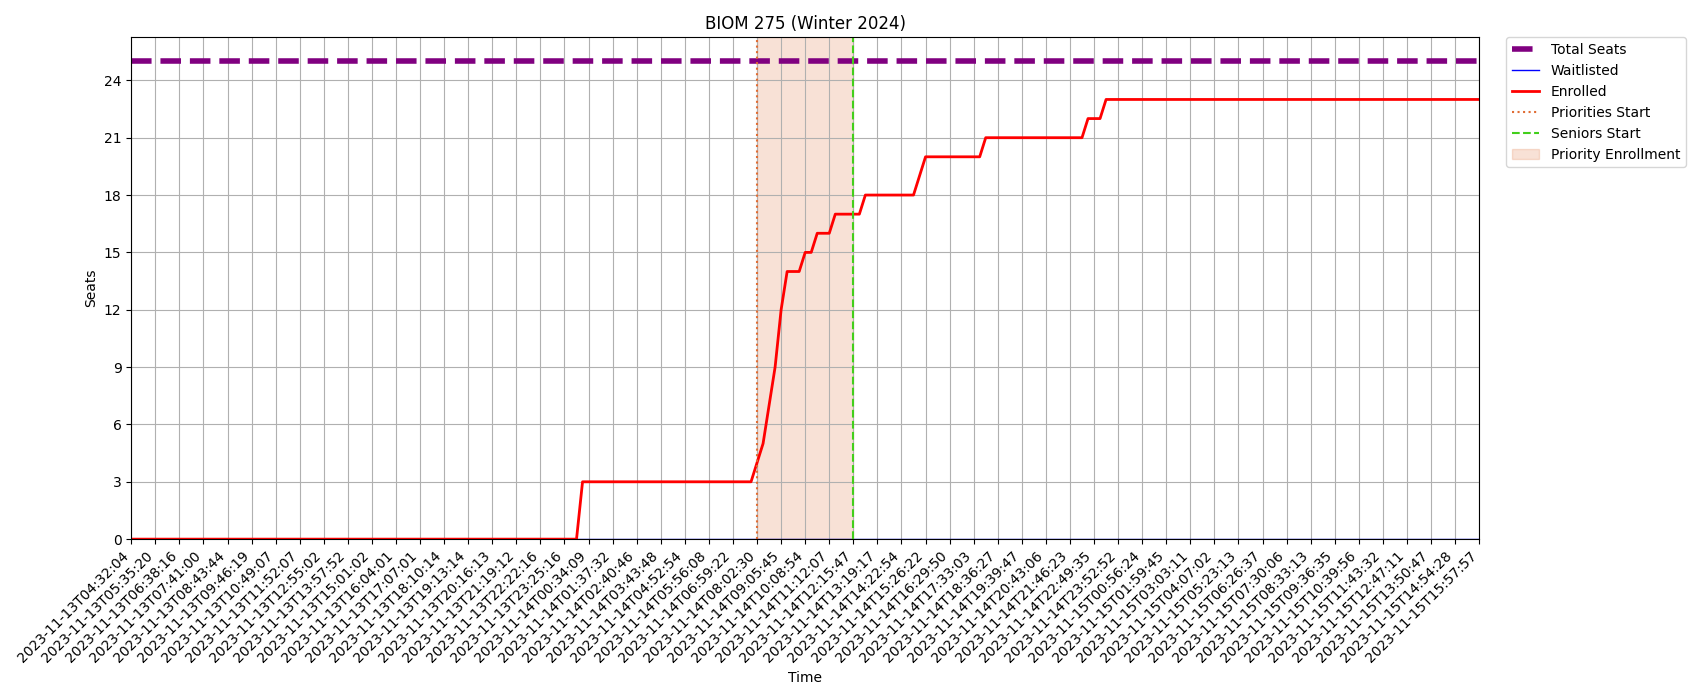 BIOM 275 (Winter 2024)
Total Seats
Waitlisted
Enrolled
Priorities Start
Seniors Start
Priority Enrollment
Seats
24
21
18
15
12
9
6
3
0
2023-11-13T04:32:04
2023-11-13T05:35:20
2023-11-13T06:38:16
2023-11-13T07:41:00
2023-11-13T08:43:44
2023-11-13T09:46:19
2023-11-13T10:49:07
2023-11-13T11:52:07
2023-11-13T12:55:02
2023-11-13T13:57:52
2023-11-13T15:01:02
2023-11-13T16:04:01
2023-11-13T17:07:01
2023-11-13T18:10:14
2023-11-13T19:13:14
2023-11-13T20:16:13
2023-11-13T21:19:12
2023-11-13T22:22:16
2023-11-13T23:25:16
2023-11-14T00:34:09
2023-11-14T01:37:32
2023-11-14T02:40:46
2023-11-14T03:43:48
2023-11-14T04:52:54
2023-11-14T05:56:08
2023-11-14T06:59:22
2023-11-14T08:02:30
2023-11-14T09:05:45
2023-11-14T10:08:54
2023-11-14T11:12:07
2023-11-14T12:15:47
2023-11-14T13:19:17
2023-11-14T14:22:54
2023-11-14T15:26:22
2023-11-14T16:29:50
2023-11-14T17:33:03
2023-11-14T18:36:27
2023-11-14T19:39:47
2023-11-14T20:43:06
2023-11-14T21:46:23
2023-11-14T22:49:35
2023-11-14T23:52:52
2023-11-15T00:56:24
2023-11-15T01:59:45
2023-11-15T03:03:11
2023-11-15T04:07:02
2023-11-15T05:23:13
2023-11-15T06:26:37
2023-11-15T07:30:06
2023-11-15T08:33:13
2023-11-15T09:36:35
2023-11-15T10:39:56
2023-11-15T11:43:32
2023-11-15T12:47:11
2023-11-15T13:50:47
2023-11-15T14:54:28
2023-11-15T15:57:57
Time